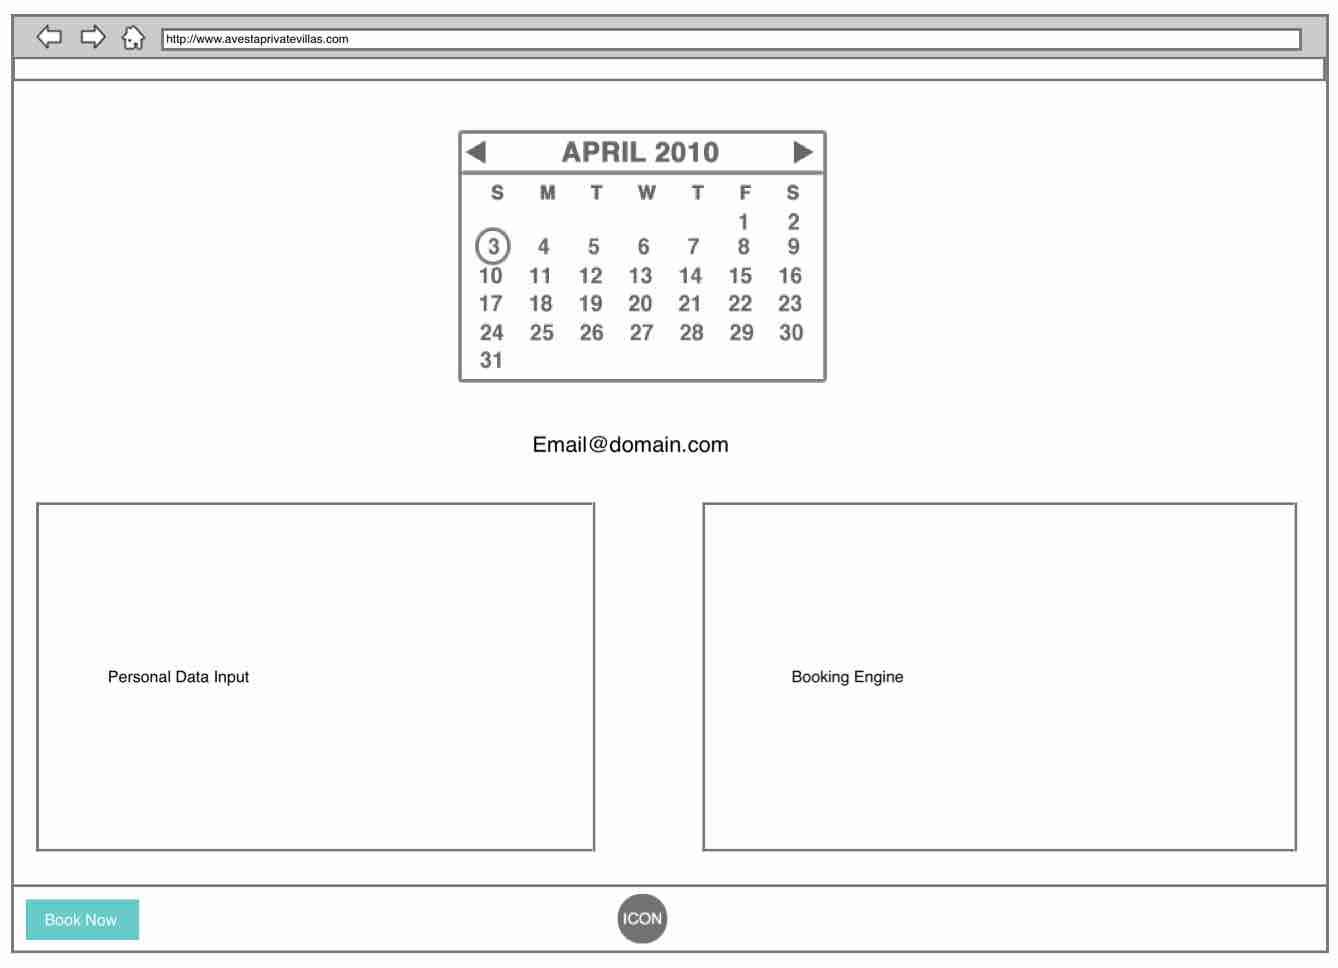 http://www.avestaprivatevillas.com
APRIL 2010
S M T W T F S
1 2
3 4 5 6 7 8 9
10 11 12 13 14 15 16
17 18 19 20 21 22 23
24 25 26 27 28 29 30
31
Email@domain.com
Personal Data Input
Booking Engine
Book Now
ICON